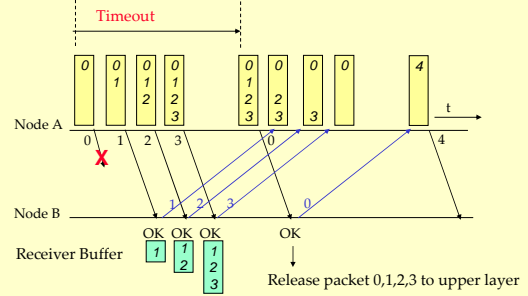 Timeout
0 0 0 0 0 0 0 0 4
1 1 1 1
2 2 2 2 3
3 3 3
t
Node A
0 1 2 3 0 4
X
Node B
1 2 3 0
OK OK OK OK
Receiver Buffer
1 1 1
2 2
3
Release packet 0,1,2,3 to upper layer